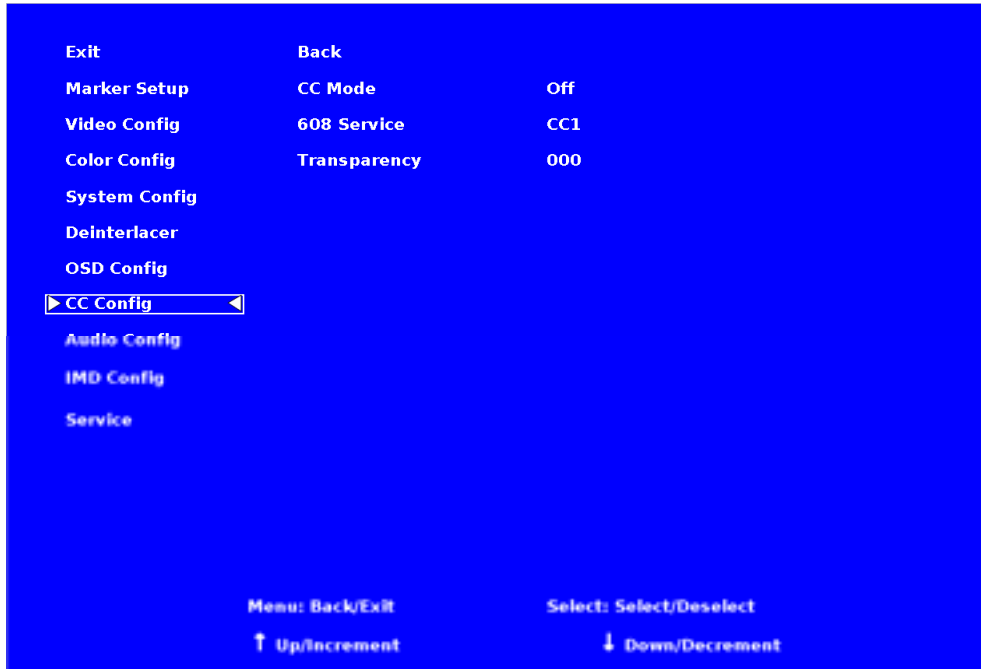 Exit Back
Marker Setup CC Mode Off
Video Config 608 Service CC1
Color Config Transparency 000
System Config
Deinterlacer
OSD Config
CC Config
Audio Config
IMD Config
Service
Menu: Back/Exit Select: Select/Deselect
↑ Up/Increment ↓ Down/Decrement